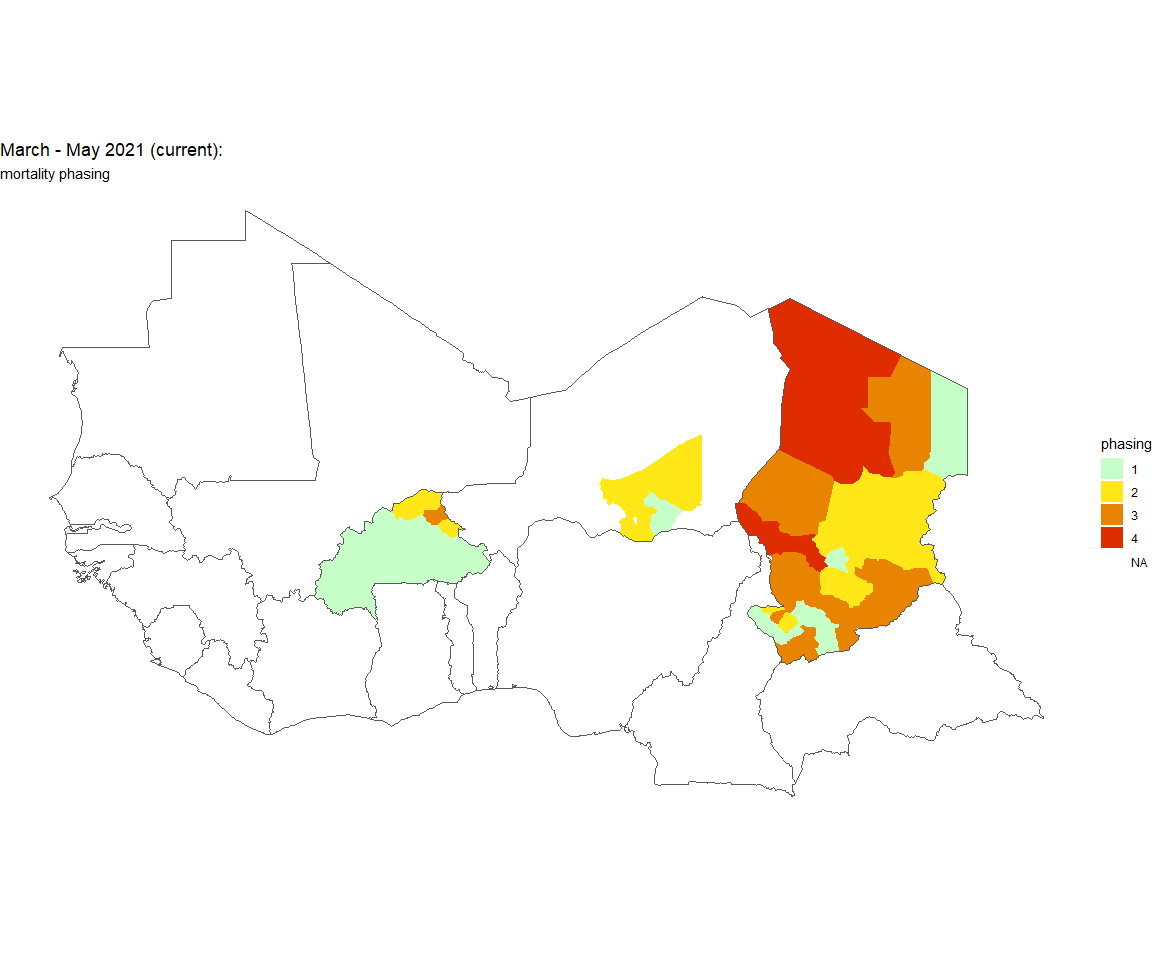 March - May 2021 (current):
mortality phasing
phasing
1
2
3
4
NA